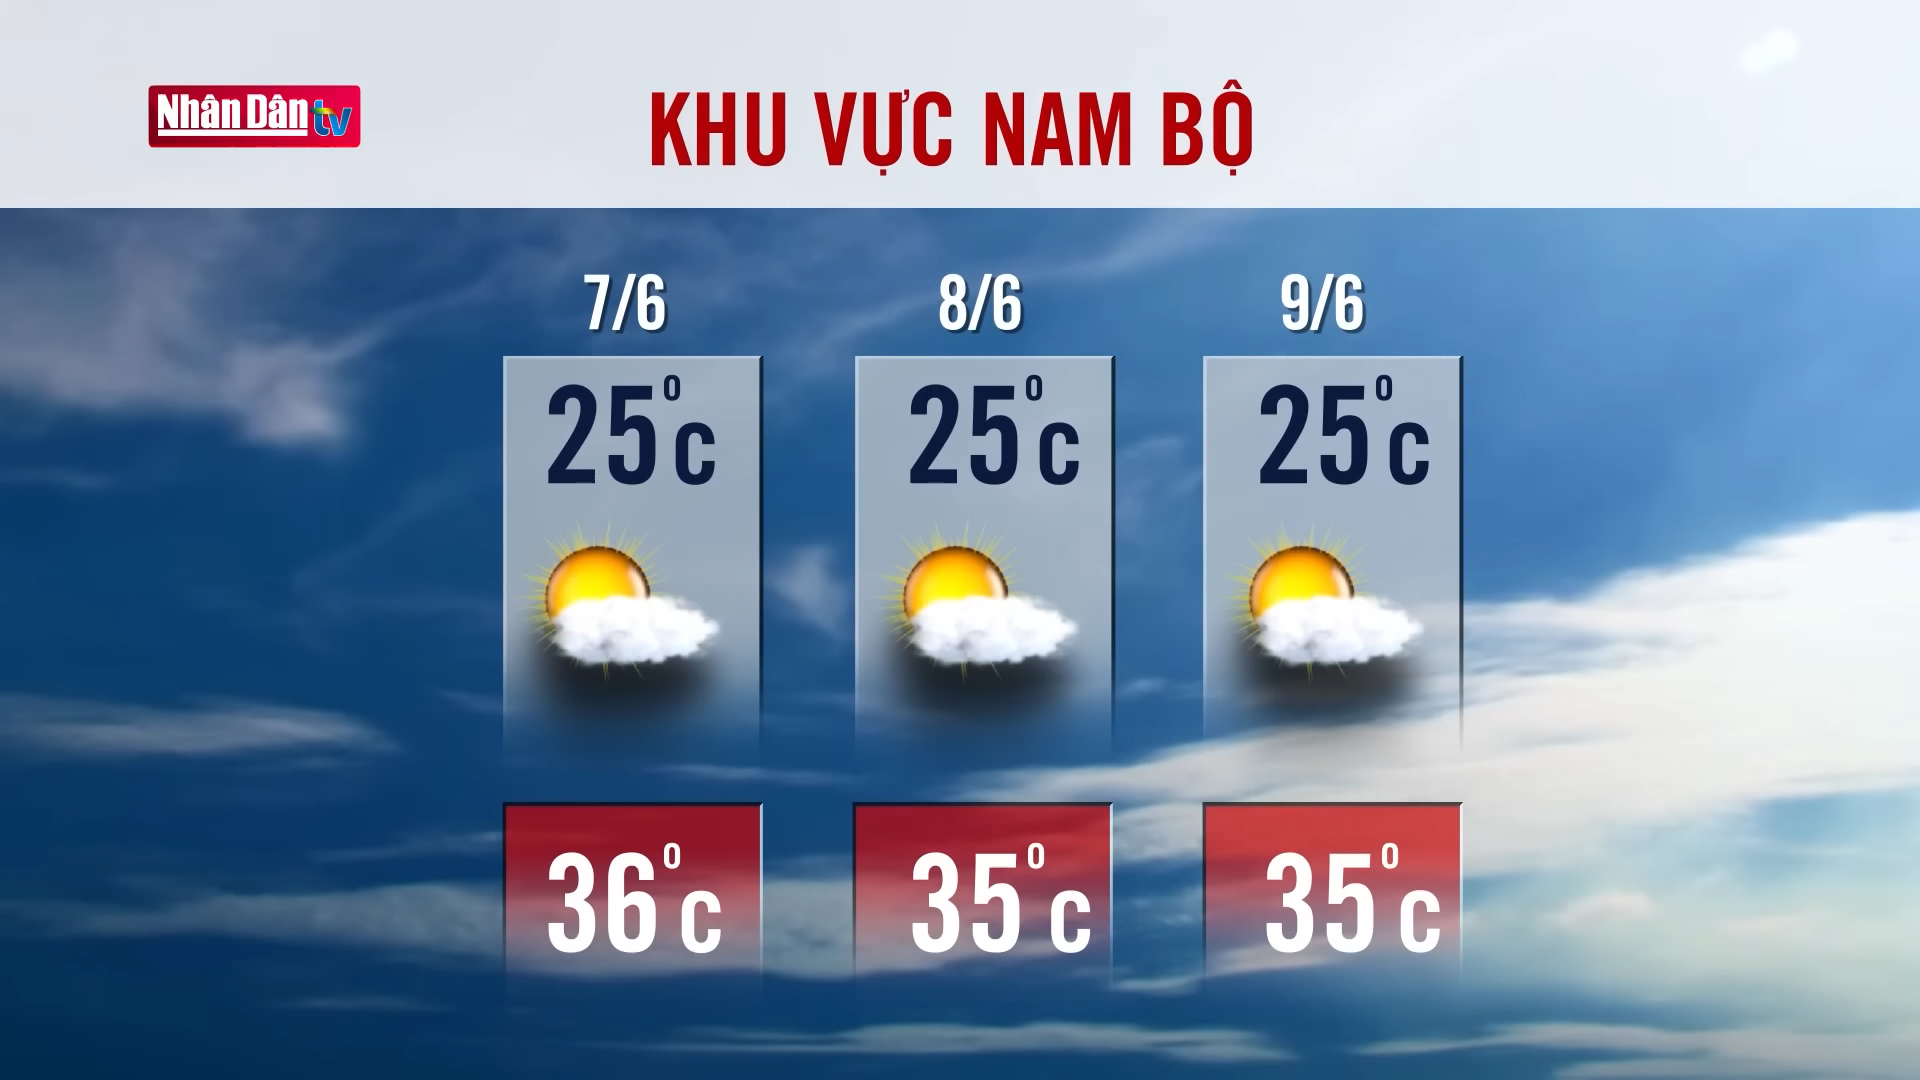 Nhân Dân tv
KHU VỰC NAM BỘ
7/6 8/6 9/6
25°C 25°C 25°C
36°C 35°C 35°C